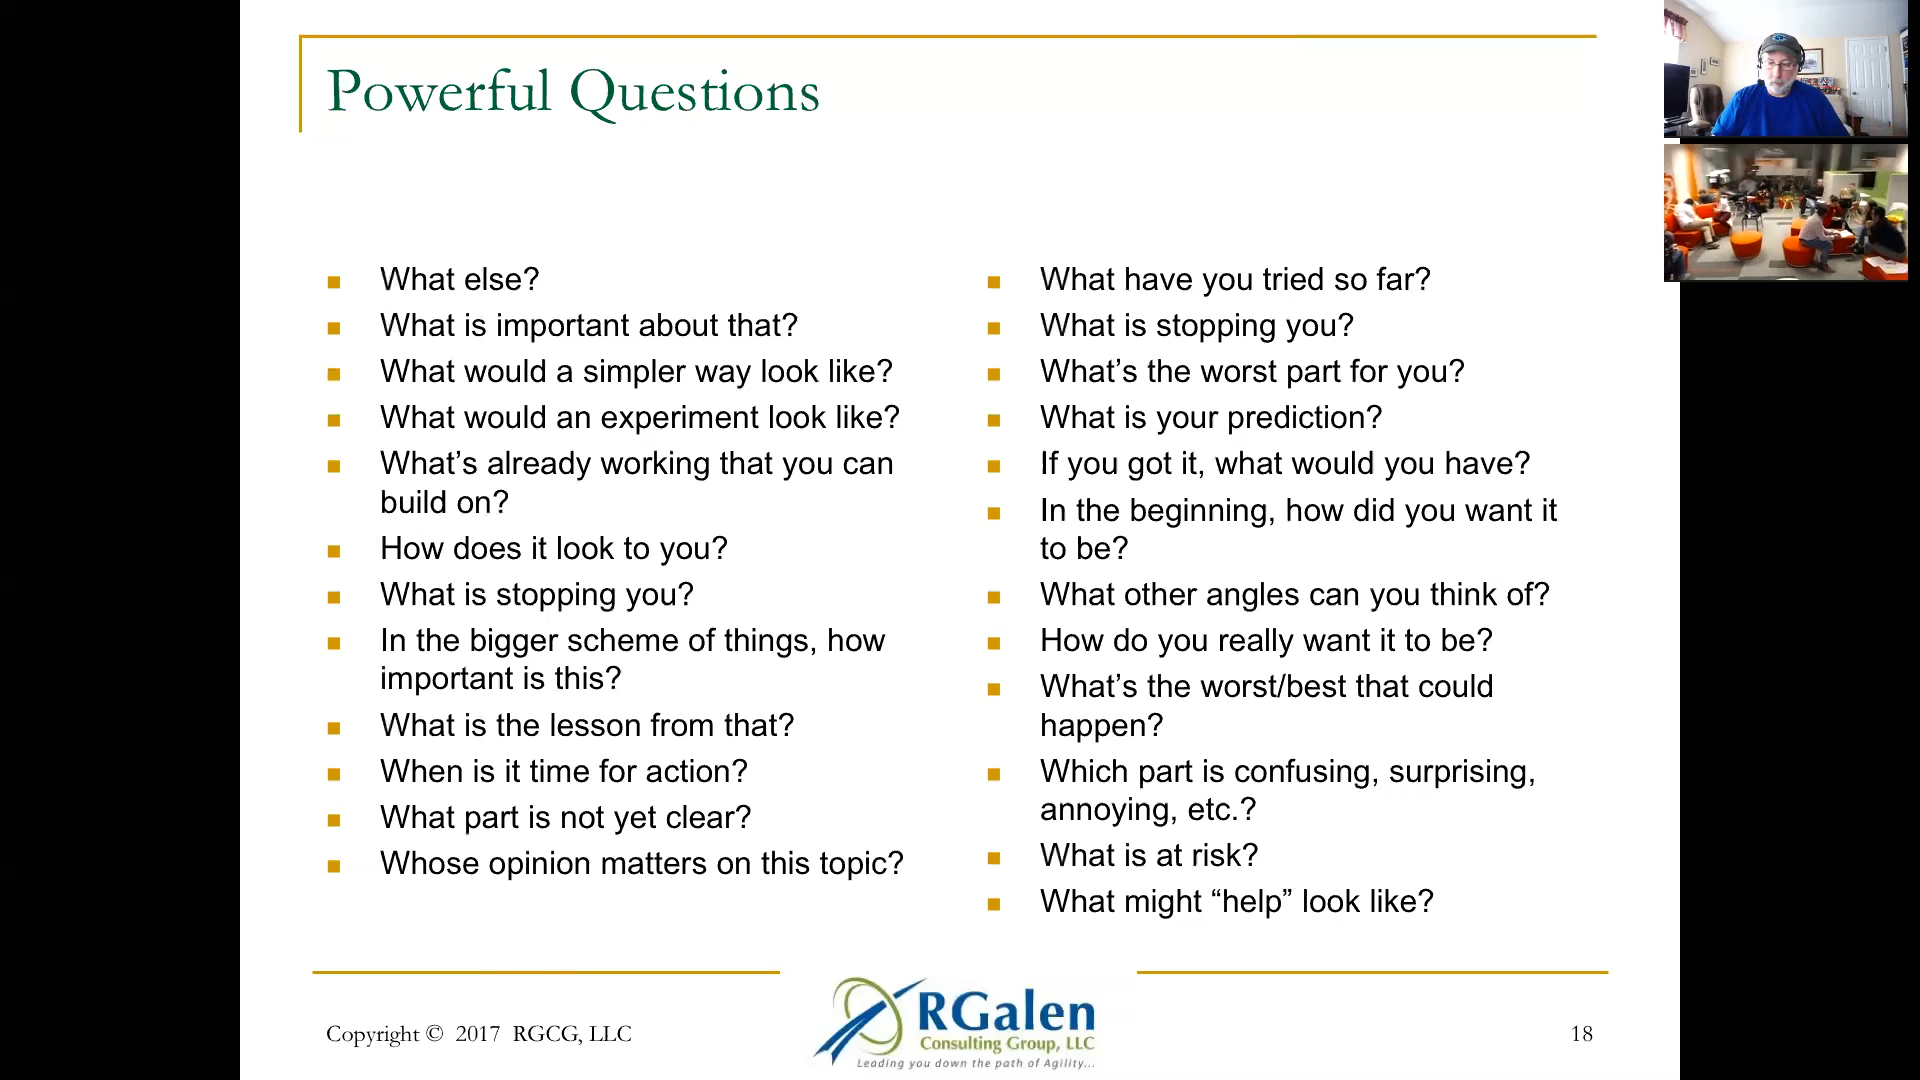 Powerful Questions
What else?
What is important about that?
What would a simpler way look like?
What would an experiment look like?
What’s already working that you can
build on?
How does it look to you?
What is stopping you?
In the bigger scheme of things, how
important is this?
What is the lesson from that?
When is it time for action?
What part is not yet clear?
Whose opinion matters on this topic?
What have you tried so far?
What is stopping you?
What’s the worst part for you?
What is your prediction?
If you got it, what would you have?
In the beginning, how did you want it
to be?
What other angles can you think of?
How do you really want it to be?
What’s the worst/best that could
happen?
Which part is confusing, surprising,
annoying, etc.?
What is at risk?
What might “help” look like?
Copyright © 2017 RGCG, LLC
RGalen
Consulting Group, LLC
Leading you down the path of Agility...
18